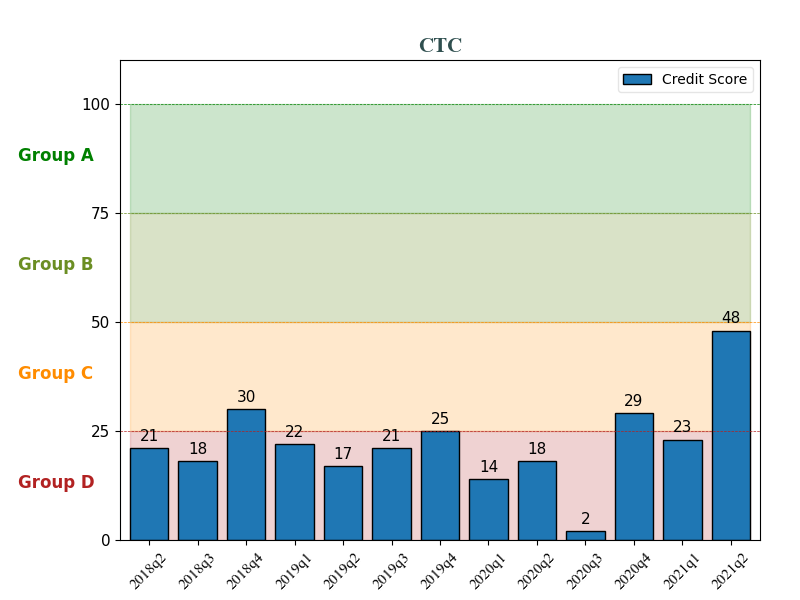 CTC
Credit Score
100
Group A
75
Group B
50
48
Group C
30
29
25
25
21
18
22
17
21
14
18
2
23
Group D
0
2018q2
2018q3
2018q4
2019q1
2019q2
2019q3
2019q4
2020q1
2020q2
2020q3
2020q4
2021q1
2021q2